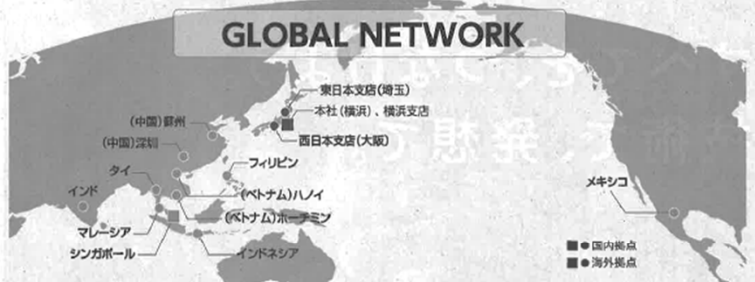 GLOBAL NETWORK
東日本支店(埼玉)
本社(横浜)、横浜支店
西日本支店(大阪)
(中国)蘇州
(中国)深圳
タイ
インド
フィリピン
(ベトナム)ハノイ
(ベトナム)ホーチミン
マレーシア
シンガポール
インドネシア
メキシコ
■●国内拠点
■●海外拠点